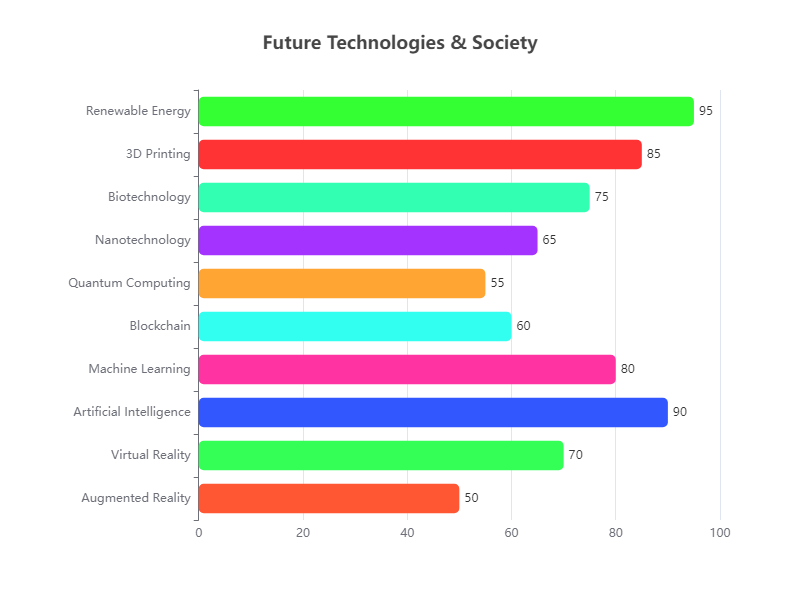 Future Technologies & Society
Renewable Energy 95
3D Printing 85
Biotechnology 75
Nanotechnology 65
Quantum Computing 55
Blockchain 60
Machine Learning 80
Artificial Intelligence 90
Virtual Reality 70
Augmented Reality 50
0 20 40 60 80 100